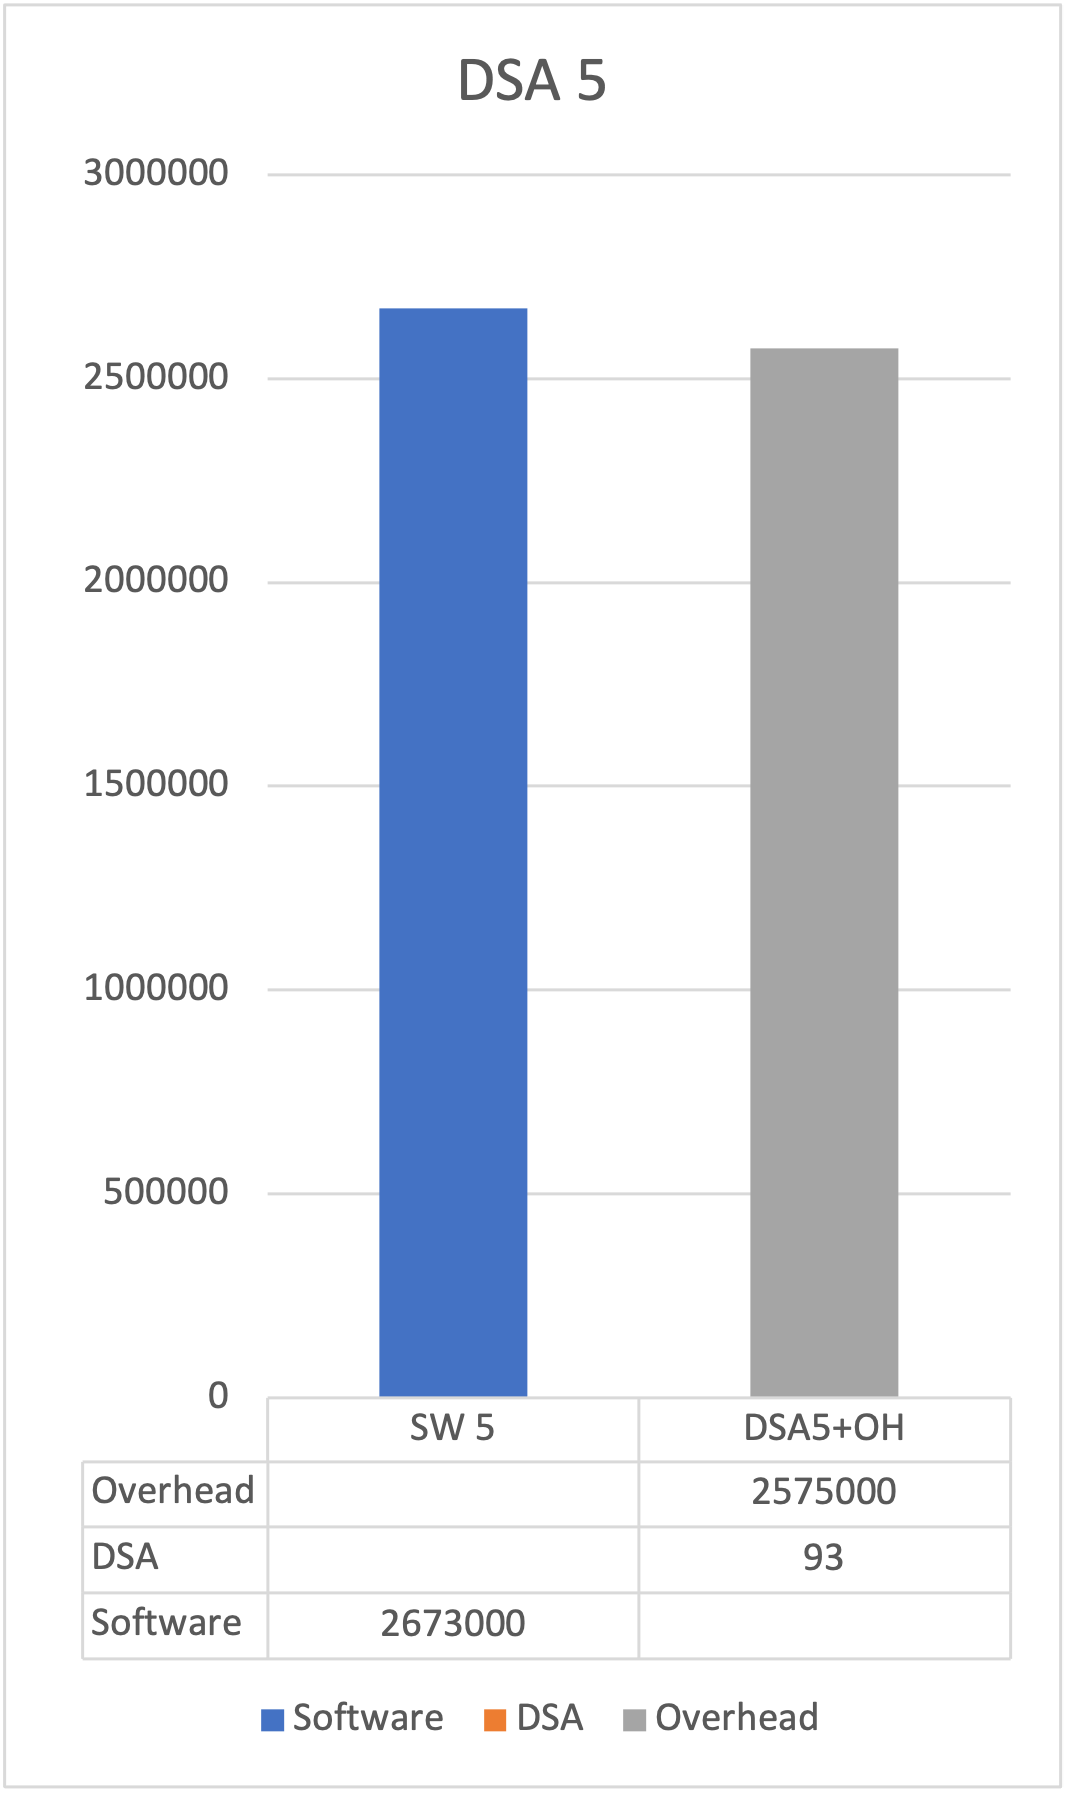 DSA 5
3000000
2500000
2000000
1500000
1000000
500000
0
SW 5 DSA5+OH
Overhead 2575000
DSA 93
Software 2673000
Software DSA Overhead